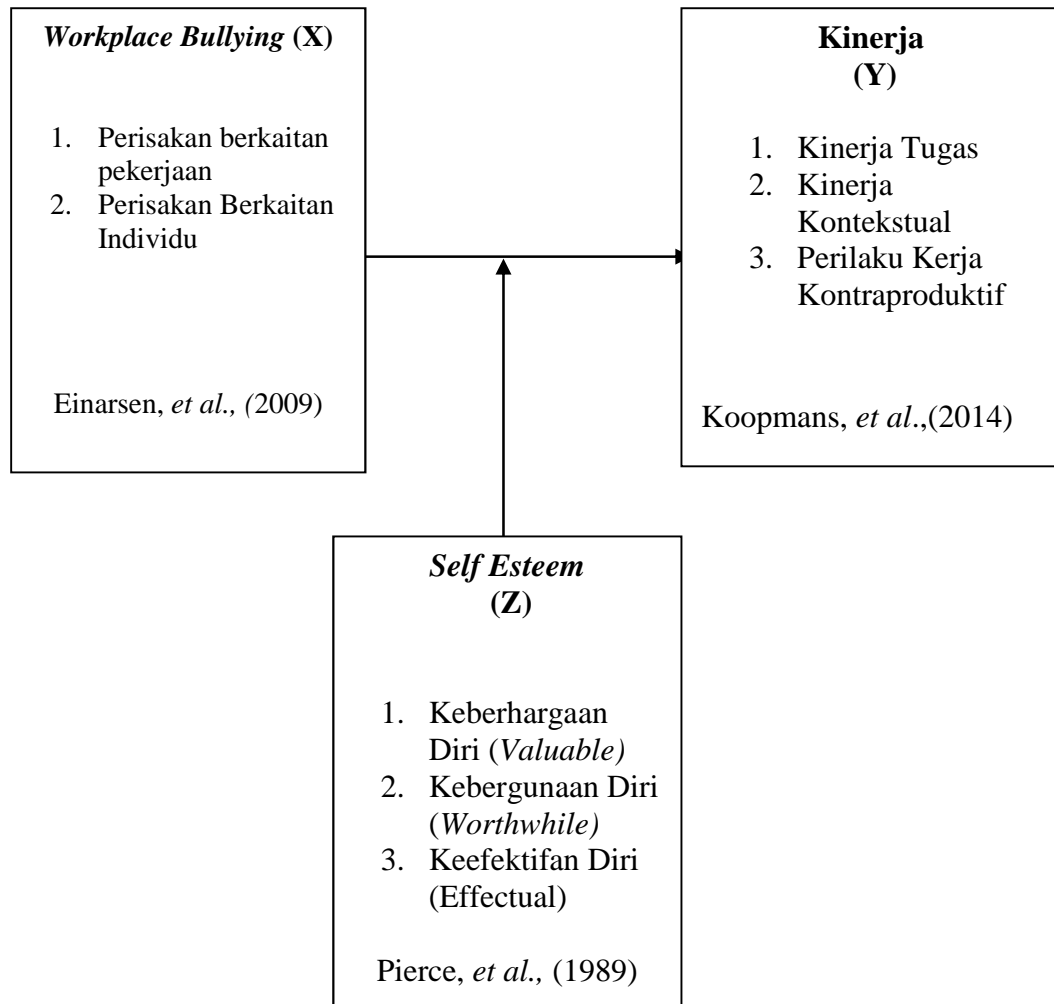 Workplace Bullying (X)
1. Perisakan berkaitan
pekerjaan
2. Perisakan Berkaitan
Individu
Einarsen, et al., (2009)
Kinerja
(Y)
1. Kinerja Tugas
2. Kinerja
Kontekstual
3. Perilaku Kerja
Kontraproduktif
Koopmans, et al.,(2014)
Self Esteem
(Z)
1. Keberhargaan
Diri (Valuable)
2. Kebergunaan Diri
(Worthwhile)
3. Keefektifan Diri
(Effectual)
Pierce, et al., (1989)